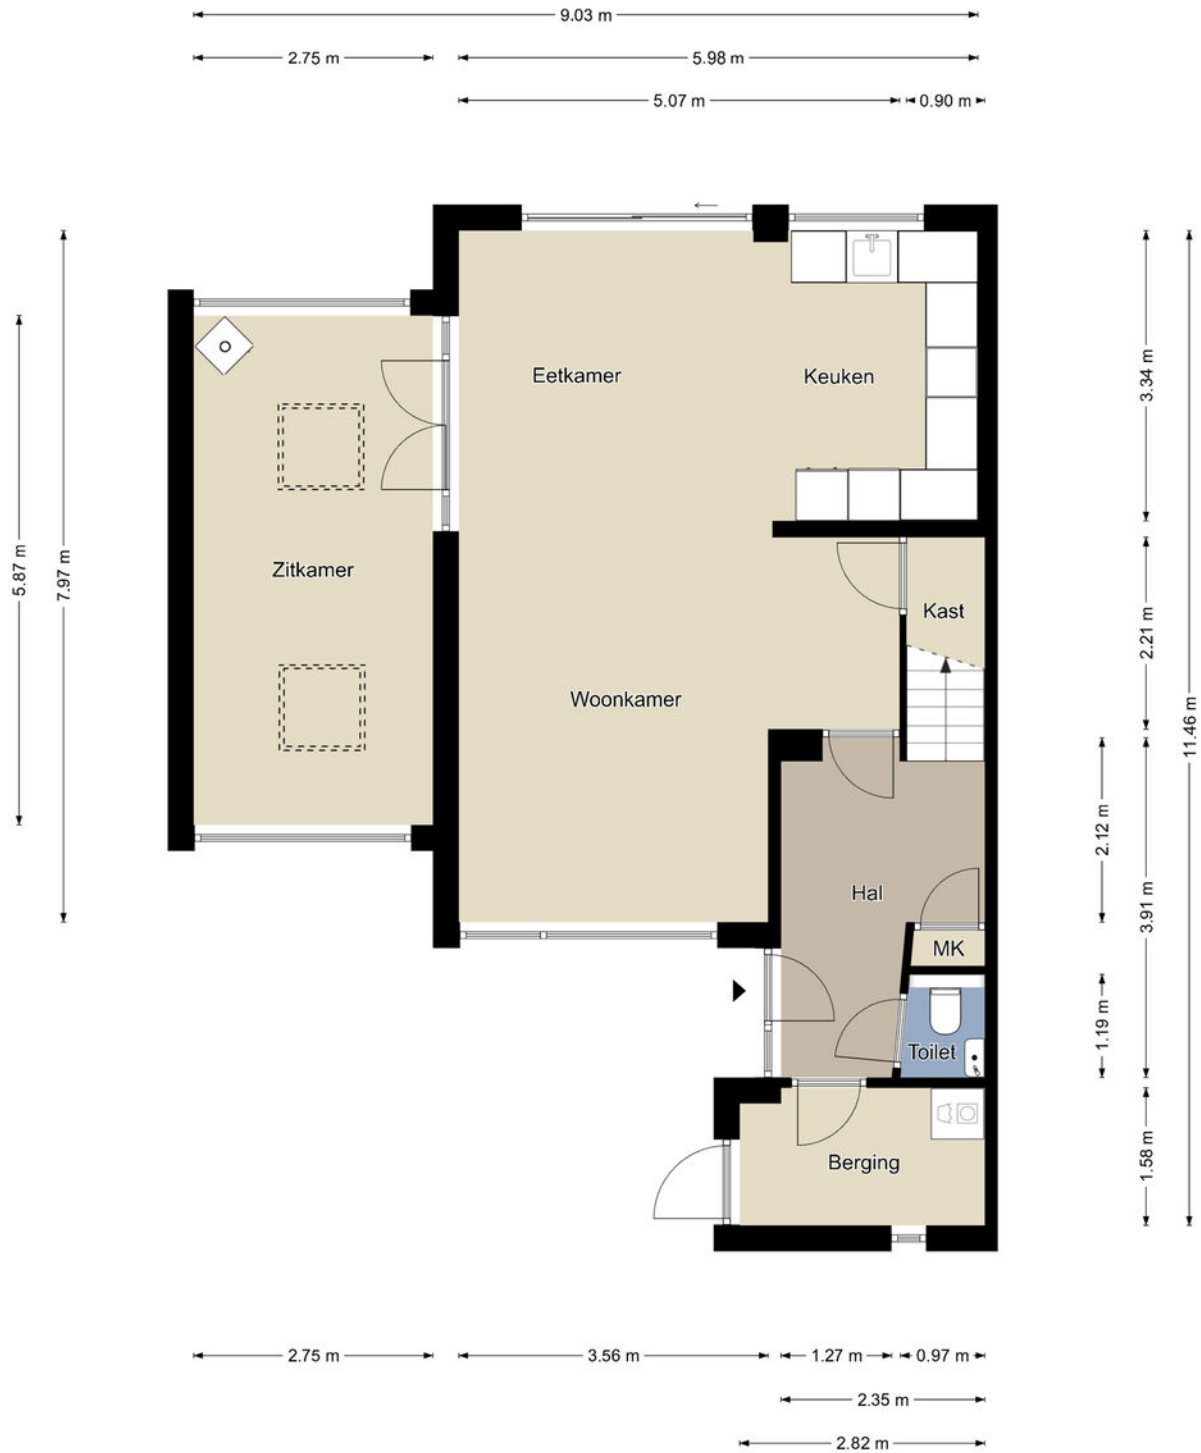 9.03 m
2.75 m
5.98 m
5.07 m
0.90 m
Eetkamer
Keuken
3.34 m
5.87 m
7.97 m
Zitkamer
Kast
2.21 m
Woonkamer
11.46 m
2.12 m
3.91 m
Hal
MK
1.19 m
Toilet
Berging
1.58 m
2.75 m
3.56 m
1.27 m
0.97 m
2.35 m
2.82 m